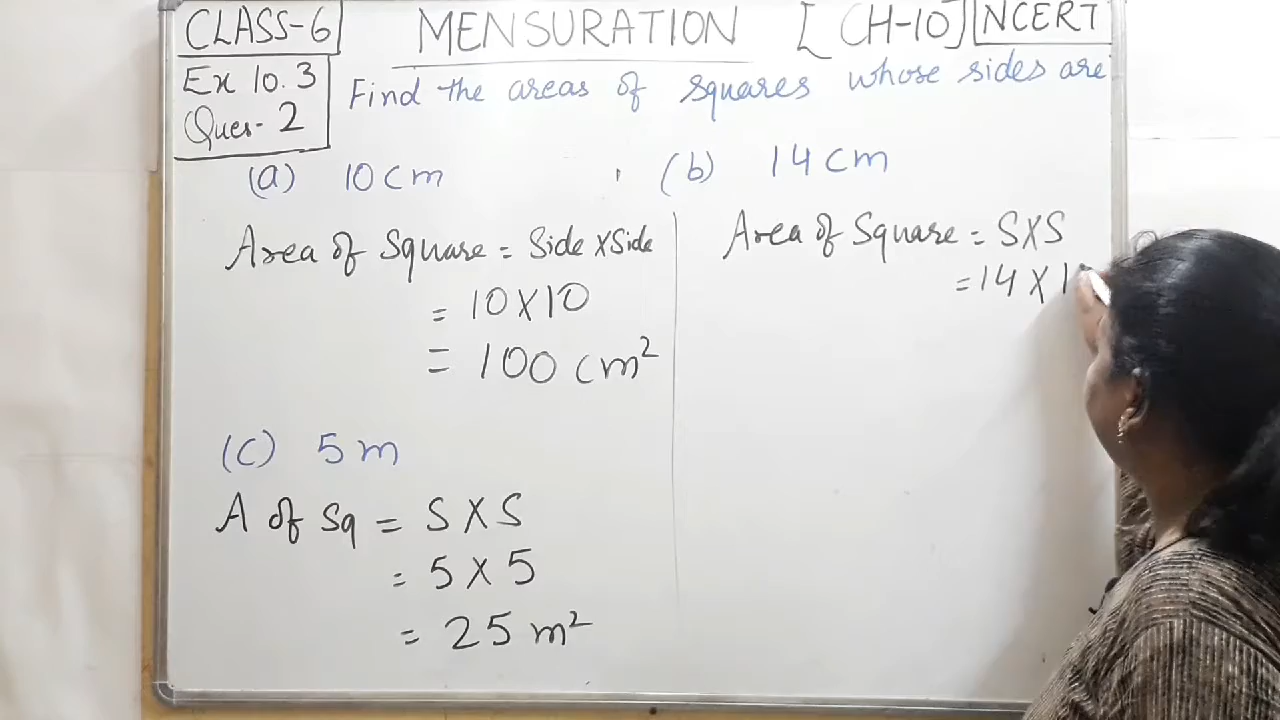 CLASS-6 MENSURATION [CH-10] NCERT
Ex 10.3
Ques- 2
Find the areas of squares whose sides are
(a) 10 cm
Area of Square = Side x Side
= 10 X 10
= 100 cm²
(b) 14 cm
Area of Square = S X S
= 14 X 1
(C) 5 m
A of Sq = S X S
= 5 X 5
= 25 m²